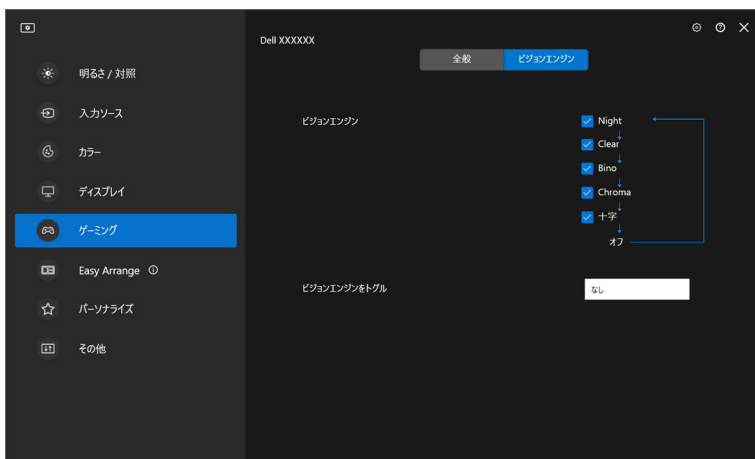 Dell XXXXXX
全般
ビジョンエンジン
明るさ / 対照
入力ソース
カラー
ディスプレイ
ゲーミング
Easy Arrange
パーソナライズ
その他
ビジョンエンジン
Night
Clear
Bino
Chroma
十字
オフ
ビジョンエンジンをトグル
なし